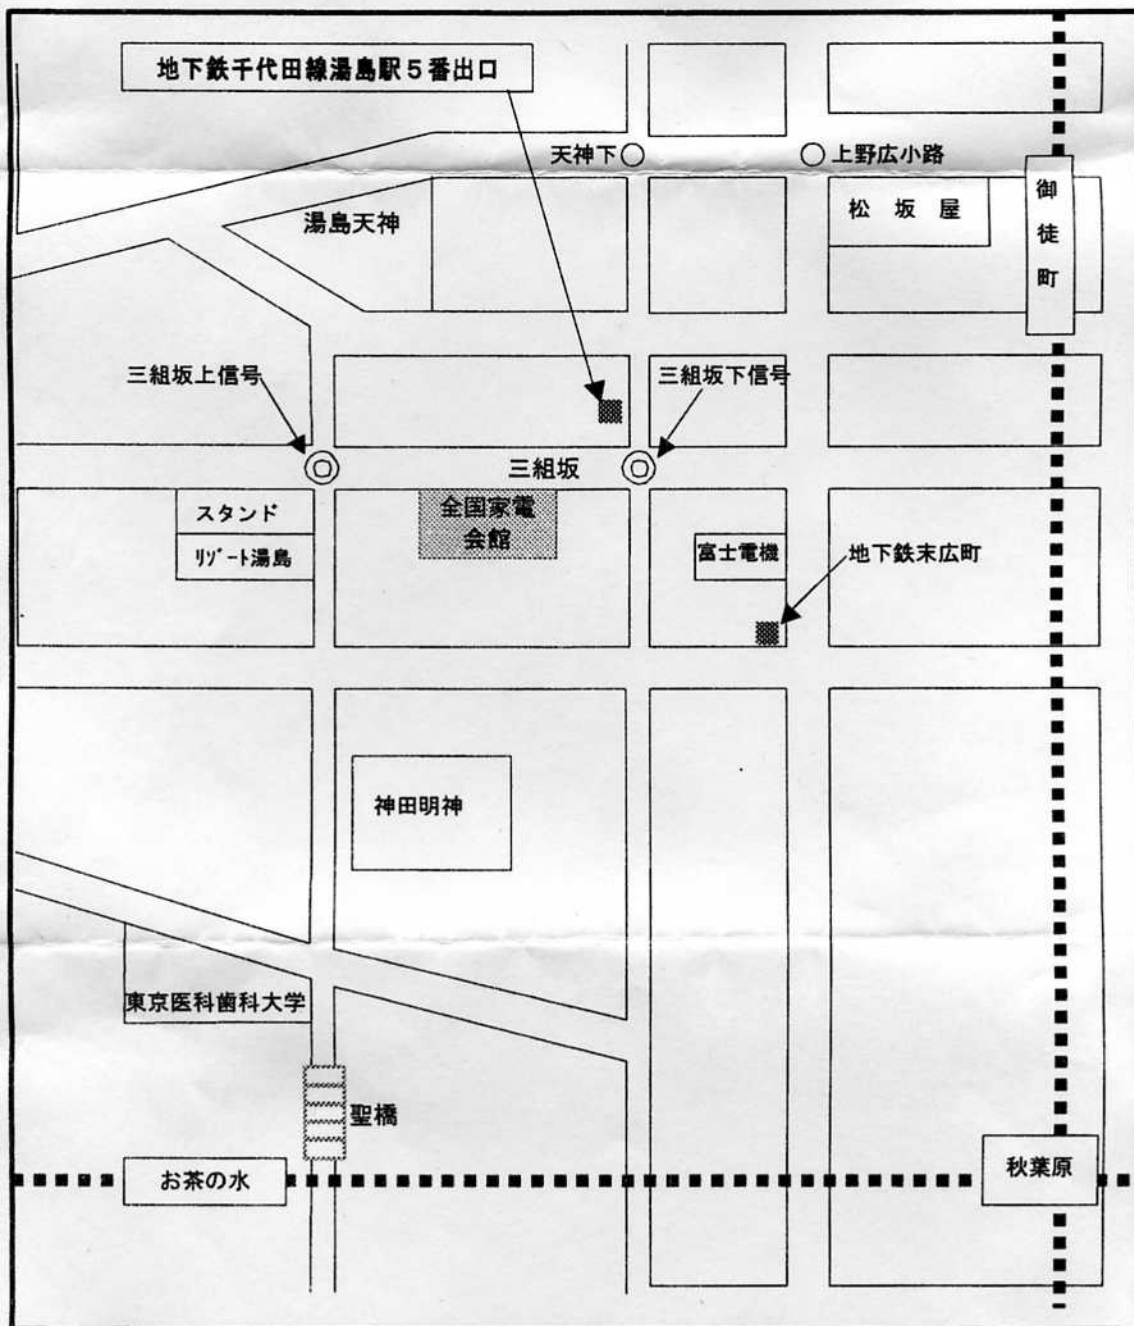 地下鉄千代田線湯島駅5番出口
天神下
上野広小路
御徒町
松坂屋
湯島天神
三組坂上信号
三組坂下信号
三組坂
全国家電
会館
スタンド
リゾート湯島
富士電機
地下鉄末広町
神田明神
東京医科歯科大学
聖橋
お茶の水
秋葉原